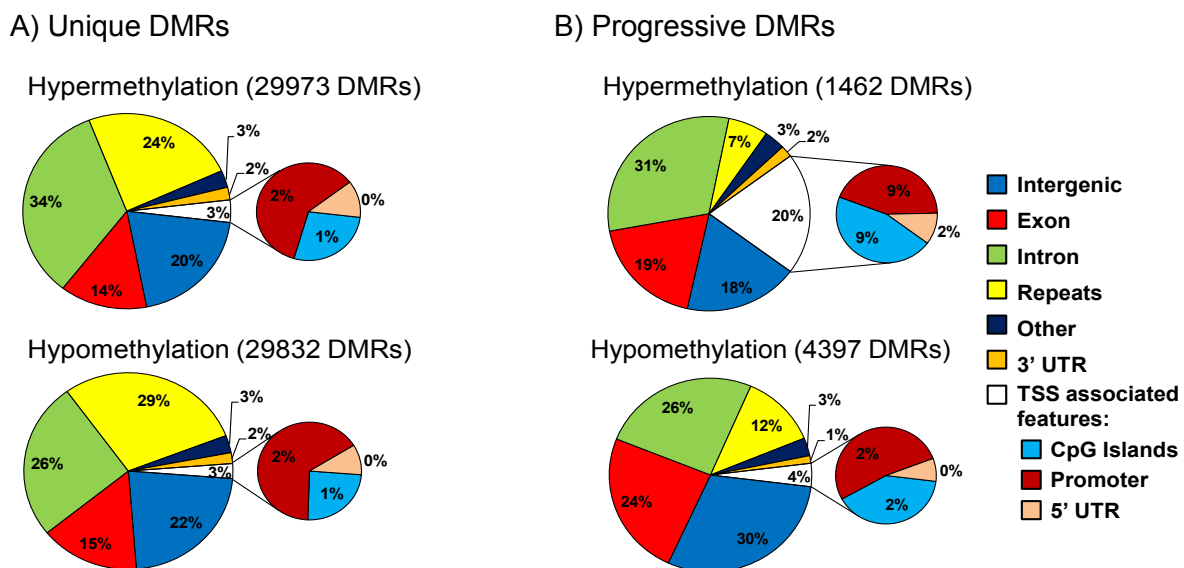 A) Unique DMRs
Hypermethylation (29973 DMRs)
24%
3%
2%
34%
3%
20%
14%
2%
0%
1%
Hypomethylation (29832 DMRs)
29%
3%
2%
26%
3%
22%
15%
2%
0%
1%
B) Progressive DMRs
Hypermethylation (1462 DMRs)
7%
3%
2%
31%
20%
19%
18%
9%
9%
2%
Hypomethylation (4397 DMRs)
26%
12%
3%
1%
4%
24%
30%
2%
0%
2%
Intergenic
Exon
Intron
Repeats
Other
3' UTR
TSS associated
features:
CpG Islands
Promoter
5' UTR